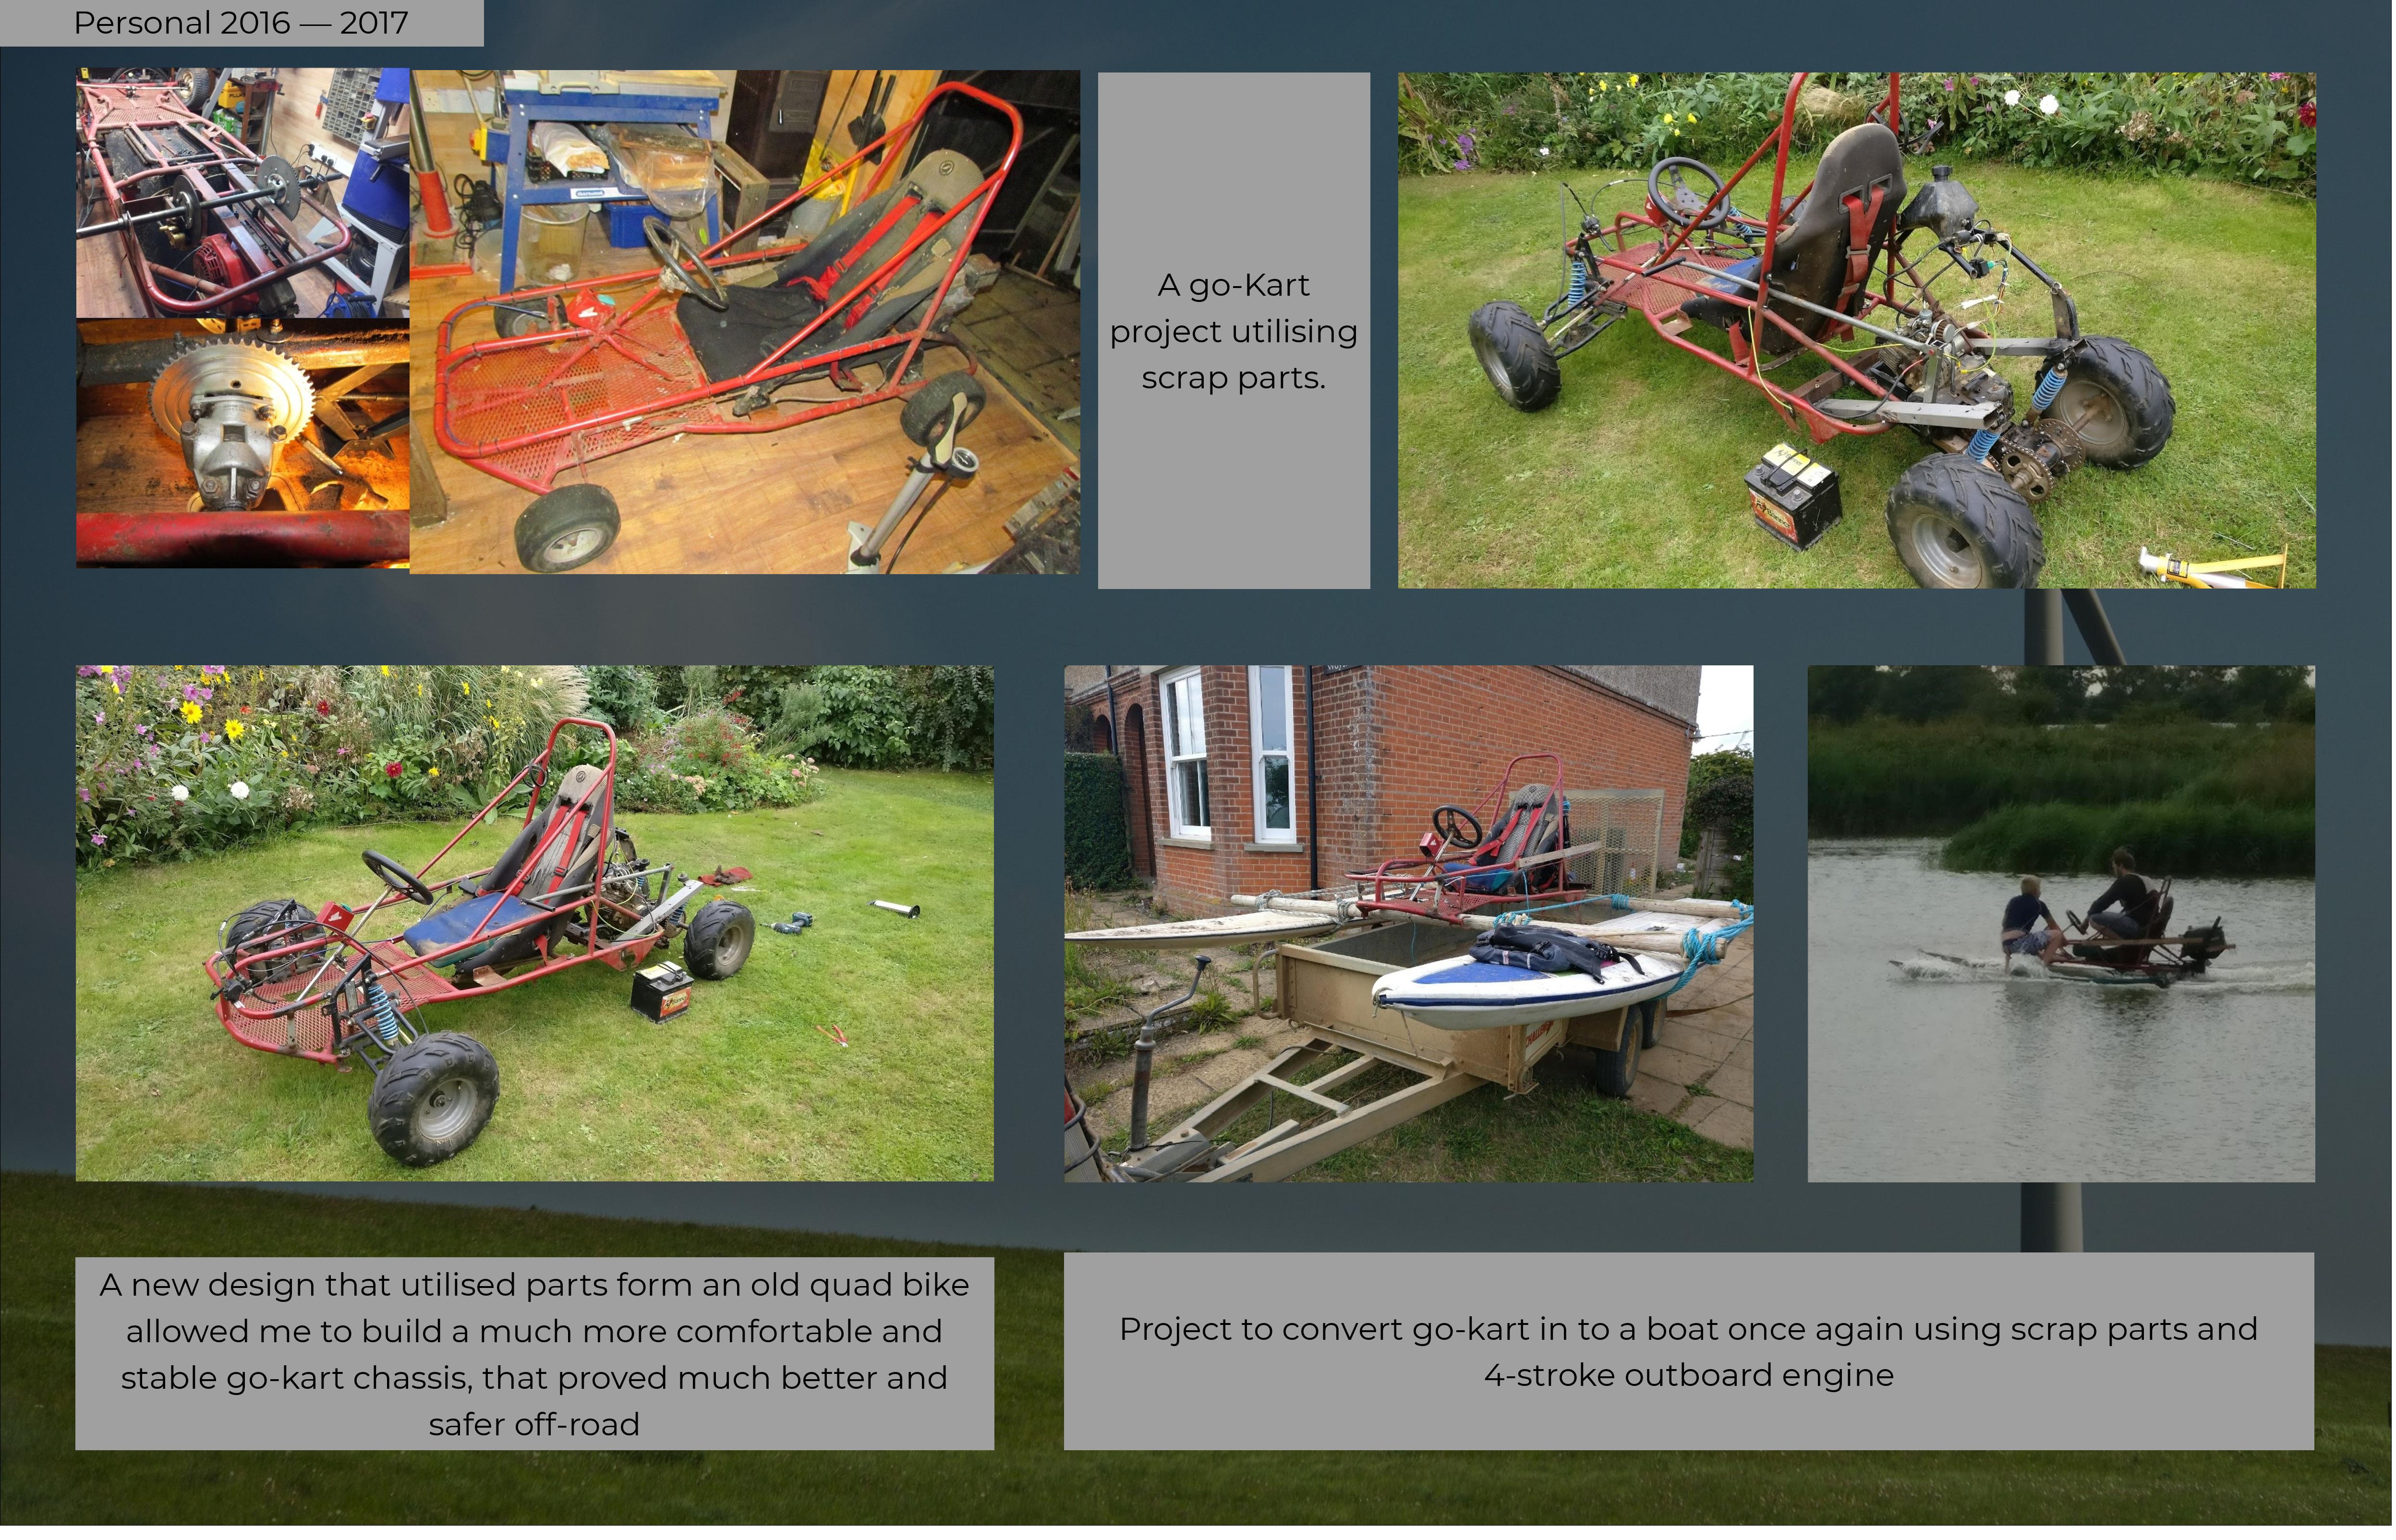 Personal 2016 — 2017
A go-Kart
project utilising
scrap parts.
A new design that utilised parts form an old quad bike
allowed me to build a much more comfortable and
stable go-kart chassis, that proved much better and
safer off-road
Project to convert go-kart in to a boat once again using scrap parts and
4-stroke outboard engine